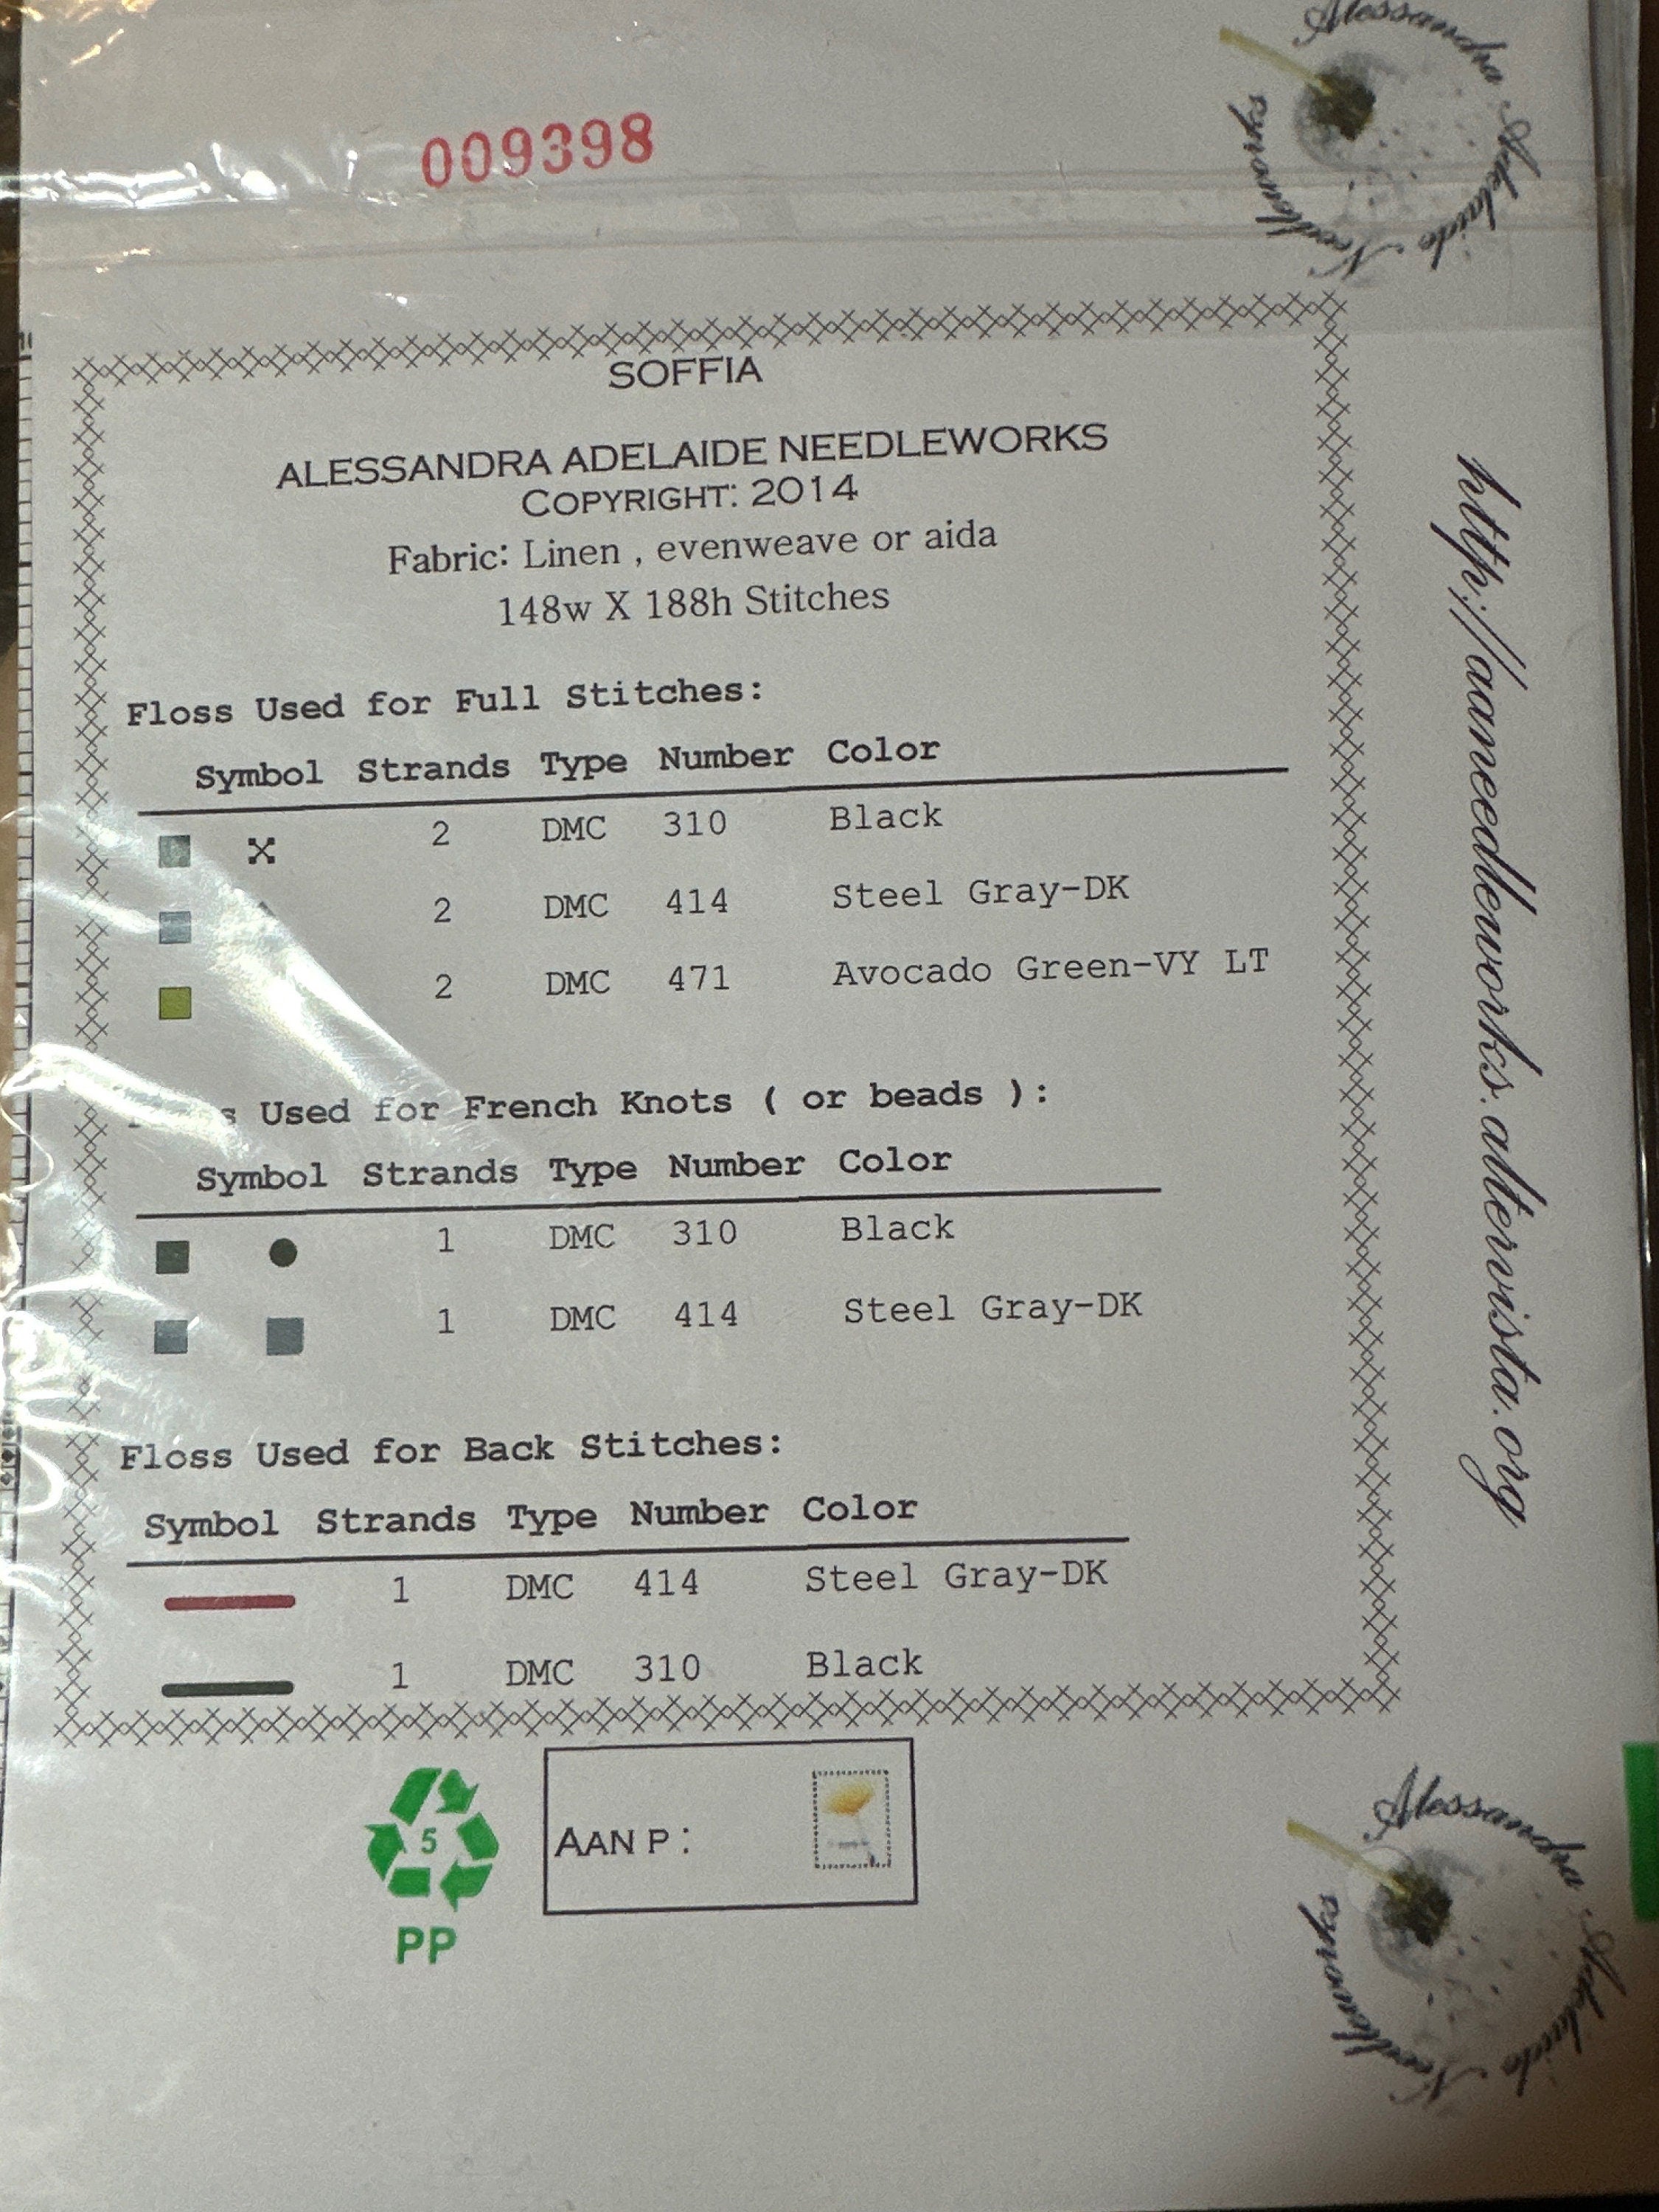 Alessandra Adelaide Needleworks
009398
SOFFIA
ALESSANDRA ADELAIDE NEEDLEWORKS
COPYRIGHT: 2014
Fabric: Linen , evenweave or aida
148w X 188h Stitches
Floss Used for Full Stitches:
Symbol Strands Type Number Color
2 DMC 310 Black
2 DMC 414 Steel Gray-DK
2 DMC 471 Avocado Green-VY LT
s Used for French Knots ( or beads ):
Symbol Strands Type Number Color
1 DMC 310 Black
1 DMC 414 Steel Gray-DK
Floss Used for Back Stitches:
Symbol Strands Type Number Color
1 DMC 414 Steel Gray-DK
1 DMC 310 Black
http://aaneedleworks.altervista.org
5
PP
AAN P :
Alessandra Adelaide Needleworks